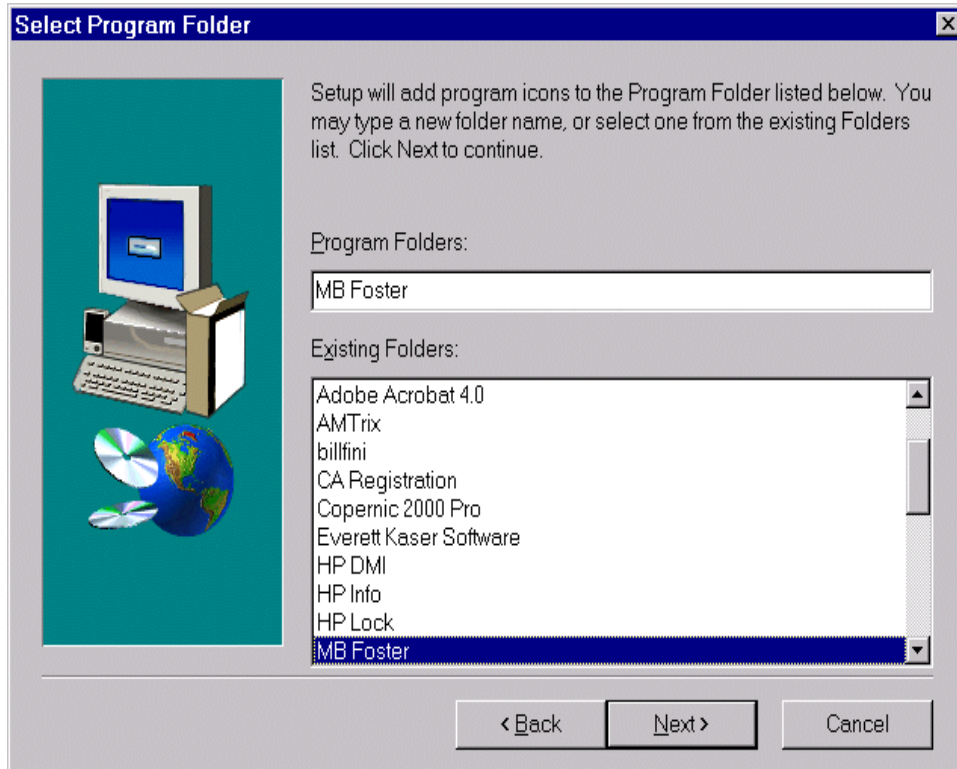 Select Program Folder
Setup will add program icons to the Program Folder listed below. You
may type a new folder name, or select one from the existing Folders
list. Click Next to continue.
Program Folders:
MB Foster
Existing Folders:
Adobe Acrobat 4.0
AMTrix
billfini
CA Registration
Copernic 2000 Pro
Everett Kaser Software
HP DMI
HP Info
HP Lock
MB Foster
< Back Next > Cancel